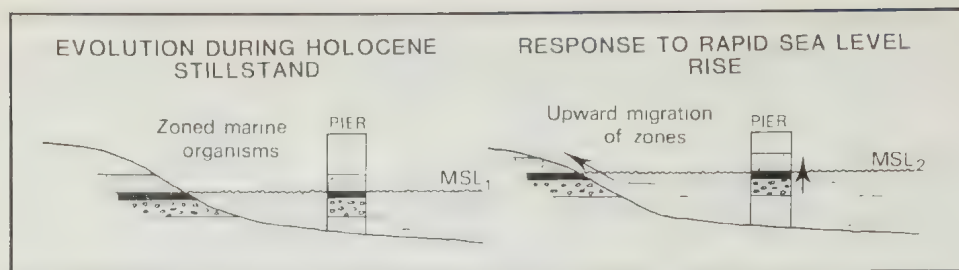 EVOLUTION DURING HOLOCENE
STILLSTAND
Zoned marine
organisms
PIER
MSL1
RESPONSE TO RAPID SEA LEVEL
RISE
Upward migration
of zones
PIER
MSL2